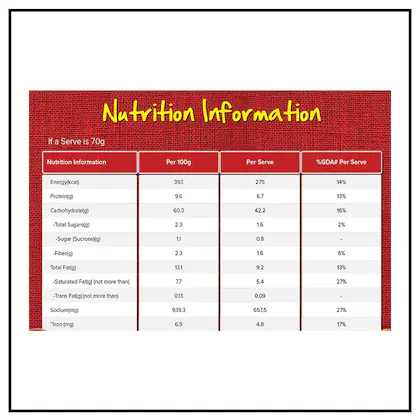 Nutrition Information
If a Serve is 70g
Nutrition Information Per 100g Per Serve %GDA# Per Serve
Energy(kcal) 393 275 14%
Protein(g) 9.6 6.7 13%
Carbohydrate(g) 60.3 42.2 16%
-Total Sugars(g) 2.3 1.6 2%
-Sugar (Sucrose)(g) 1.1 0.8 -
-Fiber(g) 2.3 1.6 6%
Total Fat(g) 13.1 9.2 13%
-Saturated Fat(g) (not more than) 7.7 5.4 27%
-Trans Fat(g) (not more than) 0.13 0.09 -
Sodium(mg) 939.3 657.5 27%
*Iron (mg) 6.9 4.8 17%